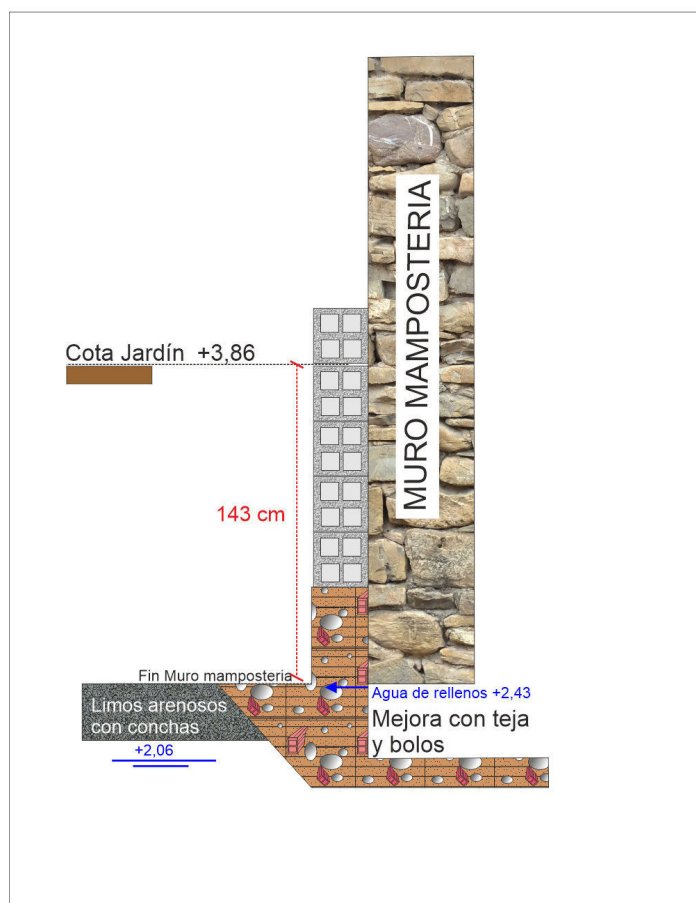 MURO MAMPOSTERIA
Cota Jardín +3,86
143 cm
Fin Muro mamposteria
Agua de rellenos +2,43
Limos arenosos
con conchas
Mejora con teja
y bolos
+2,06